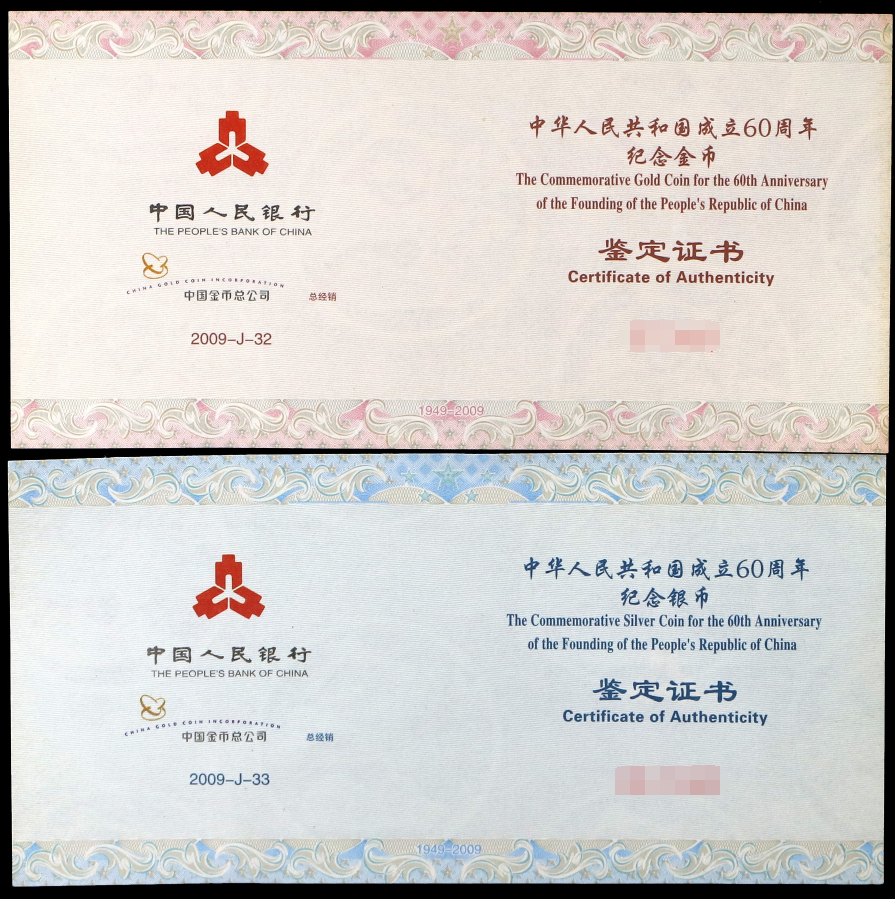 中国人民银行
THE PEOPLE'S BANK OF CHINA
CHINA GOLD COIN INCORPORATION
中国金币总公司 总经销
2009-J-32
中华人民共和国成立60周年
纪念金币
The Commemorative Gold Coin for the 60th Anniversary
of the Founding of the People's Republic of China
鉴定证书
Certificate of Authenticity
1949-2009
中国人民银行
THE PEOPLE'S BANK OF CHINA
CHINA GOLD COIN INCORPORATION
中国金币总公司 总经销
2009-J-33
中华人民共和国成立60周年
纪念银币
The Commemorative Silver Coin for the 60th Anniversary
of the Founding of the People's Republic of China
鉴定证书
Certificate of Authenticity
1949-2009